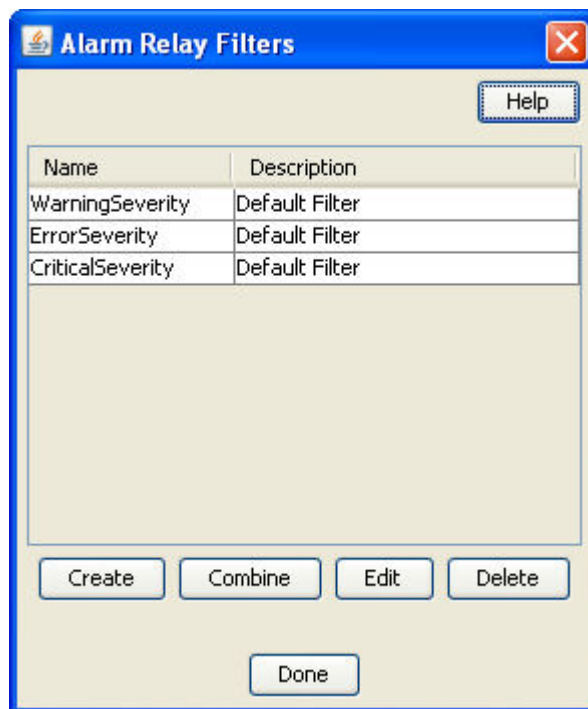 Alarm Relay Filters
Help
Name Description
WarningSeverity Default Filter
ErrorSeverity Default Filter
CriticalSeverity Default Filter
Create Combine Edit Delete
Done